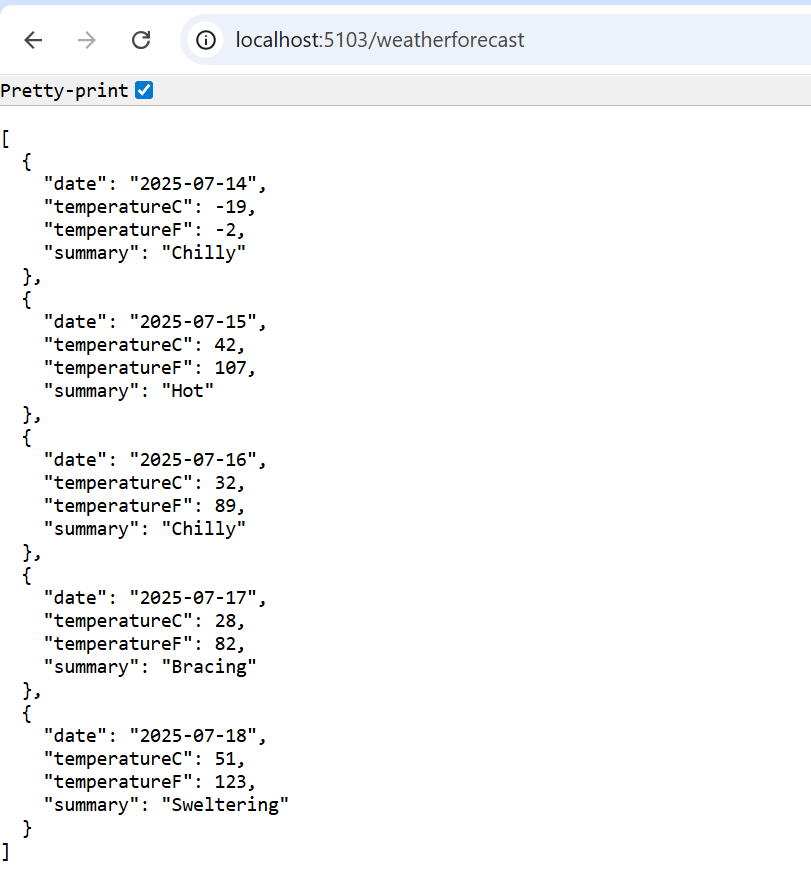 localhost:5103/weatherforecast
Pretty-print
[
  {
    "date": "2025-07-14",
    "temperatureC": -19,
    "temperatureF": -2,
    "summary": "Chilly"
  },
  {
    "date": "2025-07-15",
    "temperatureC": 42,
    "temperatureF": 107,
    "summary": "Hot"
  },
  {
    "date": "2025-07-16",
    "temperatureC": 32,
    "temperatureF": 89,
    "summary": "Chilly"
  },
  {
    "date": "2025-07-17",
    "temperatureC": 28,
    "temperatureF": 82,
    "summary": "Bracing"
  },
  {
    "date": "2025-07-18",
    "temperatureC": 51,
    "temperatureF": 123,
    "summary": "Sweltering"
  }
]